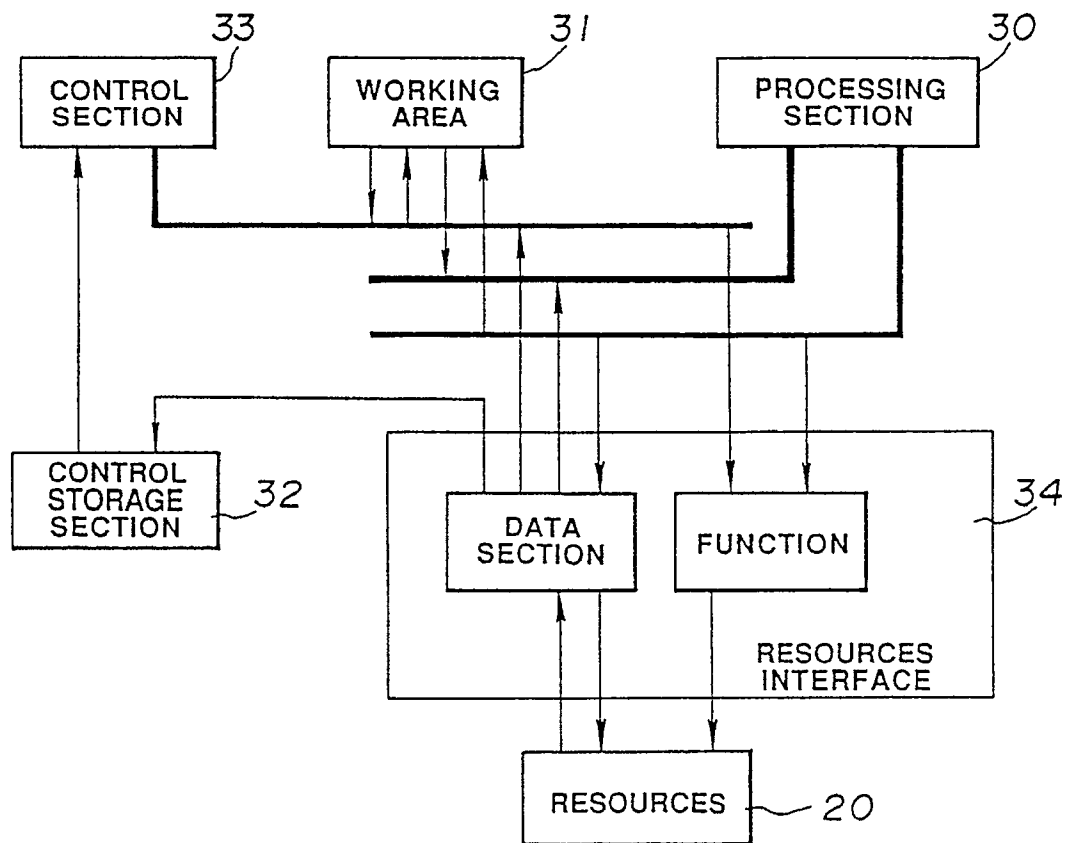 33
31
30
CONTROL
SECTION
WORKING
AREA
PROCESSING
SECTION
CONTROL
STORAGE
SECTION
32
DATA
SECTION
FUNCTION
34
RESOURCES
INTERFACE
RESOURCES
20